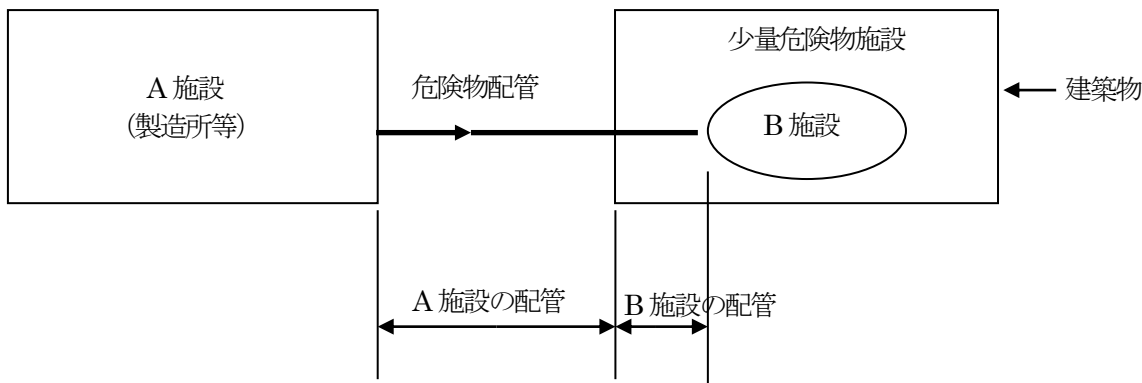 少量危険物施設
A 施設
(製造所等)
危険物配管
B 施設
建築物
A 施設の配管
B 施設の配管